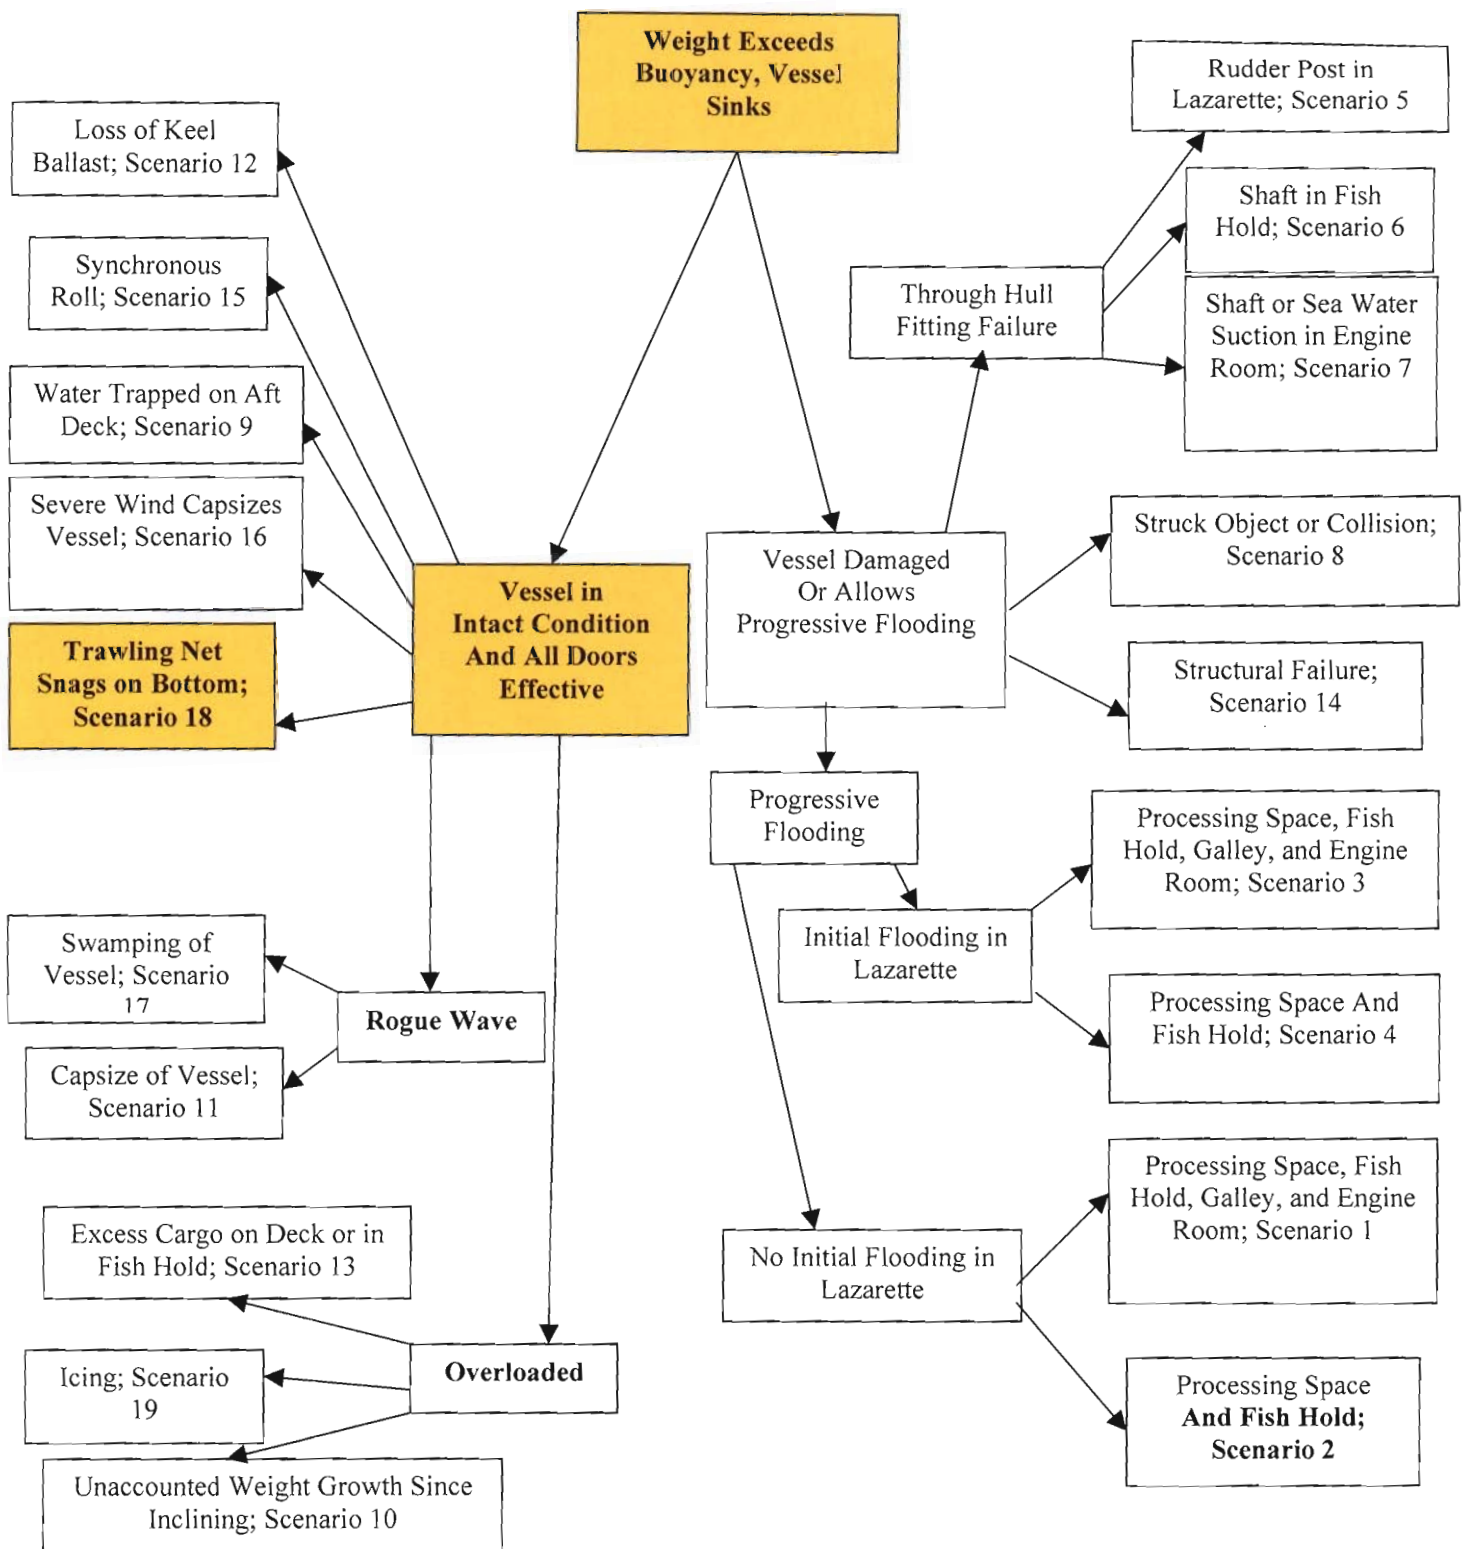 Weight Exceeds
Buoyancy, Vessel
Sinks
Rudder Post in
Lazarette; Scenario 5
Loss of Keel
Ballast; Scenario 12
Shaft in Fish
Hold; Scenario 6
Synchronous
Roll; Scenario 15
Through Hull
Fitting Failure
Shaft or Sea Water
Suction in Engine
Room; Scenario 7
Water Trapped on Aft
Deck; Scenario 9
Severe Wind Capsizes
Vessel; Scenario 16
Struck Object or Collision;
Scenario 8
Vessel Damaged
Or Allows
Progressive Flooding
Vessel in
Intact Condition
And All Doors
Effective
Trawling Net
Snags on Bottom;
Scenario 18
Structural Failure;
Scenario 14
Progressive
Flooding
Processing Space, Fish
Hold, Galley, and Engine
Room; Scenario 3
Initial Flooding in
Lazarette
Swamping of
Vessel; Scenario
17
Rogue Wave
Processing Space And
Fish Hold; Scenario 4
Capsize of Vessel;
Scenario 11
Processing Space, Fish
Hold, Galley, and Engine
Room; Scenario 1
Excess Cargo on Deck or in
Fish Hold; Scenario 13
No Initial Flooding in
Lazarette
Icing; Scenario
19
Overloaded
Processing Space
And Fish Hold;
Scenario 2
Unaccounted Weight Growth Since
Inclining; Scenario 10